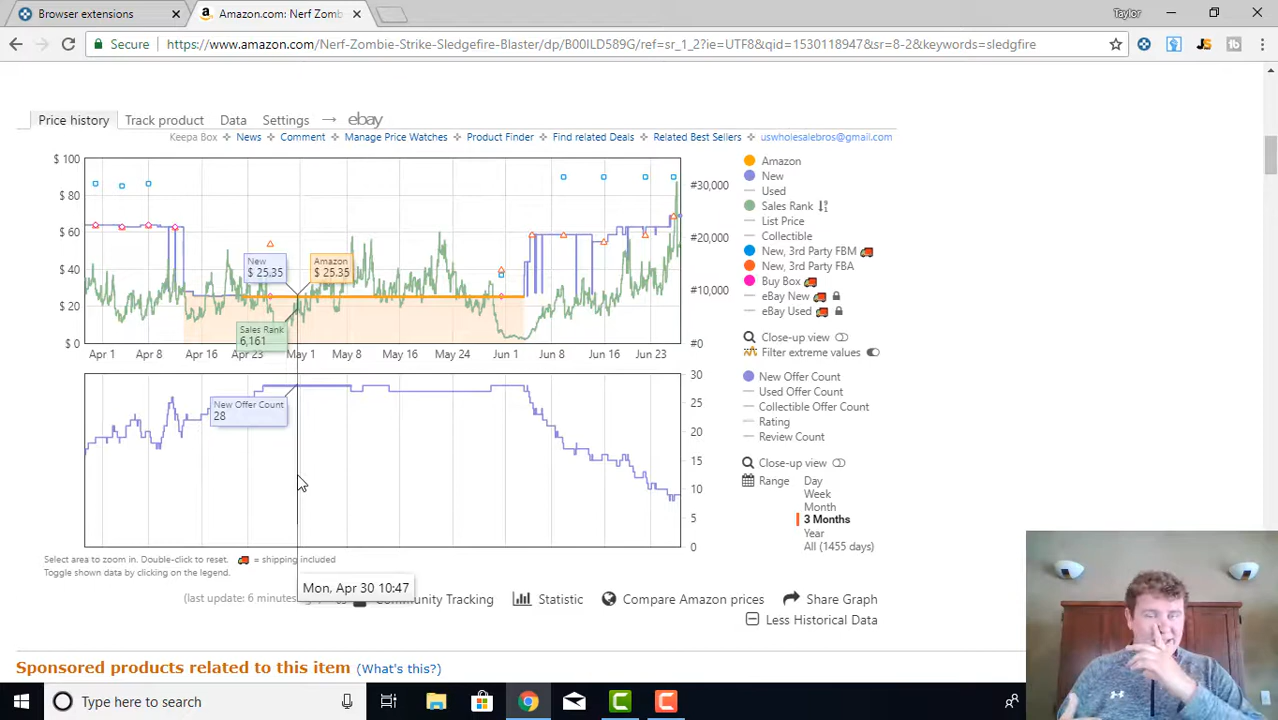 Browser extensions
Amazon.com: Nerf Zomb
Taylor
Secure
https://www.amazon.com/Nerf-Zombie-Strike-Sledgefire-Blaster/dp/B00ILD589G/ref=sr_1_2?ie=UTF8&qid=1530118947&sr=8-2&keywords=sledgfire
Price history Track product Data Settings → ebay
Keepa Box News Comment Manage Price Watches Product Finder Find related Deals Related Best Sellers uswholesalebros@gmail.com
$ 100
$ 80
$ 60
$ 40
$ 20
$ 0
#30,000
#20,000
#10,000
#0
New
$ 25,35
Amazon
$ 25.35
Sales Rank
6,161
Apr 1 Apr 8 Apr 16 Apr 23 May 1 May 8 May 16 May 24 Jun 1 Jun 8 Jun 16 Jun 23
Amazon
New
Used
Sales Rank
List Price
Collectible
New, 3rd Party FBM
New, 3rd Party FBA
Buy Box
eBay New
eBay Used
Close-up view
Filter extreme values
New Offer Count
28
30
25
20
15
10
5
0
New Offer Count
Used Offer Count
Collectible Offer Count
Rating
Review Count
Close-up view
Range
Day
Week
Month
3 Months
Year
All (1455 days)
Select area to zoom in. Double-click to reset. = shipping included
Toggle shown data by clicking on the legend.
Mon, Apr 30 10:47
(last update: 6 minutes
Community Tracking Statistic Compare Amazon prices Share Graph
Less Historical Data
Sponsored products related to this item (What's this?)
Type here to search